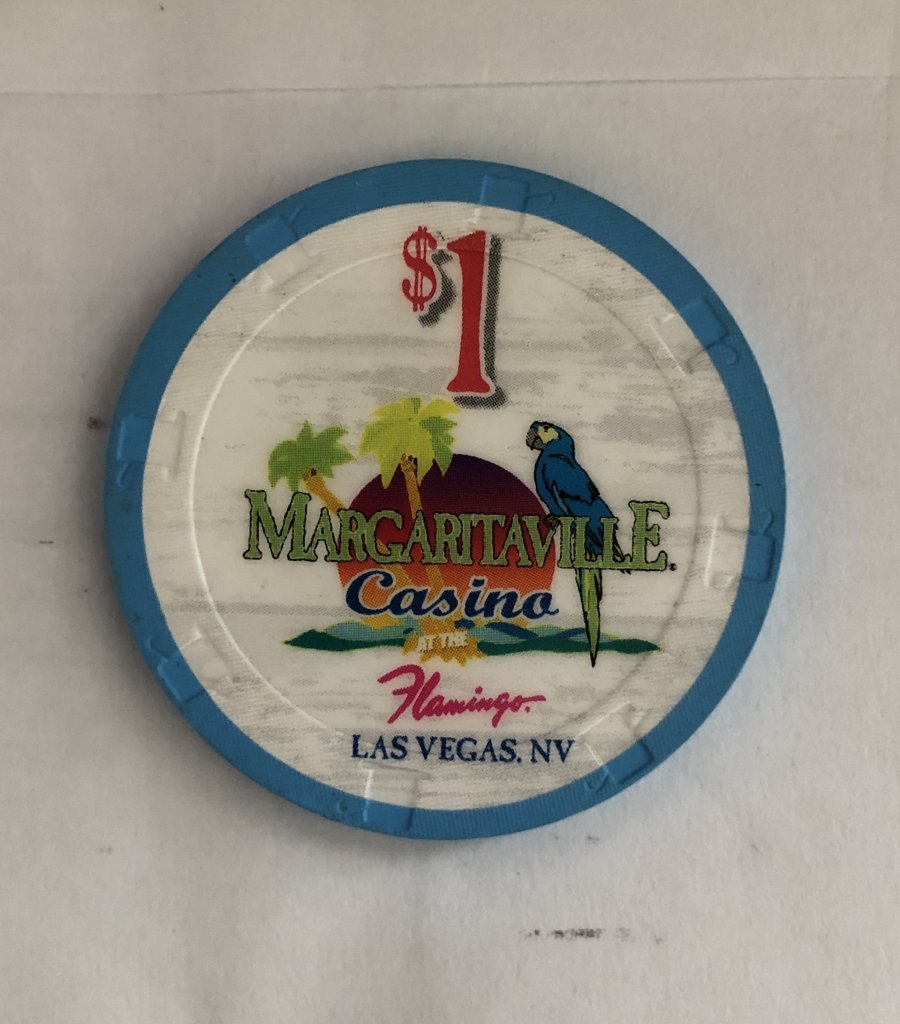 $1
MARGARITAVILLE.
Casino
AT THE
Flamingo.
LAS VEGAS, NV